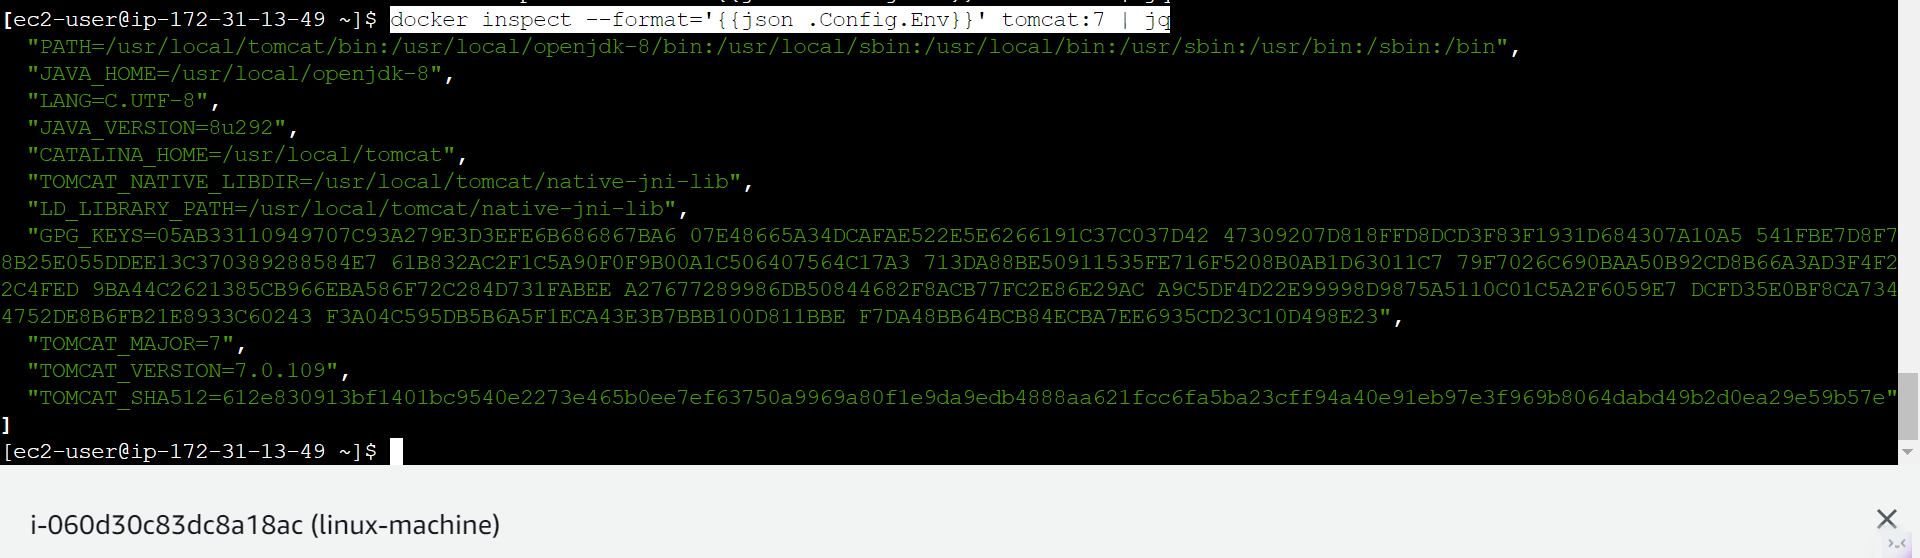 [ec2-user@ip-172-31-13-49 ~]$ docker inspect --format='{{json .Config.Env}}' tomcat:7 | jq
"PATH=/usr/local/tomcat/bin:/usr/local/openjdk-8/bin:/usr/local/sbin:/usr/local/bin:/usr/sbin:/usr/bin:/sbin:/bin",
"JAVA_HOME=/usr/local/openjdk-8",
"LANG=C.UTF-8",
"JAVA_VERSION=8u292",
"CATALINA_HOME=/usr/local/tomcat",
"TOMCAT_NATIVE_LIBDIR=/usr/local/tomcat/native-jni-lib",
"LD_LIBRARY_PATH=/usr/local/tomcat/native-jni-lib",
"GPG_KEYS=05AB33110949707C93A279E3D3EFE6B686867BA6 07E48665A34DCAFAE522E5E6266191C37C037D42 47309207D818FFD8DCD3F83F1931D684307A10A5 541FBE7D8F7
8B25E055DDEE13C370389288584E7 61B832AC2F1C5A90F0F9B00A1C506407564C17A3 713DA88BE50911535FE716F5208B0AB1D63011C7 79F7026C690BAA50B92CD8B66A3AD3F4F2
2C4FED 9BA44C2621385CB966EBA586F72C284D731FABEE A27677289986DB50844682F8ACB77FC2E86E29AC A9C5DF4D22E99998D9875A5110C01C5A2F6059E7 DCFD35E0BF8CA734
4752DE8B6FB21E8933C60243 F3A04C595DB5B6A5F1ECA43E3B7BBB100D811BBE F7DA48BB64BCB84ECBA7EE6935CD23C10D498E23",
"TOMCAT_MAJOR=7",
"TOMCAT_VERSION=7.0.109",
"TOMCAT_SHA512=612e830913bf1401bc9540e2273e465b0ee7ef63750a9969a80f1e9da9edb4888aa621fcc6fa5ba23cff94a40e91eb97e3f969b8064dabd49b2d0ea29e59b57e"
]
[ec2-user@ip-172-31-13-49 ~]$
i-060d30c83dc8a18ac (linux-machine)